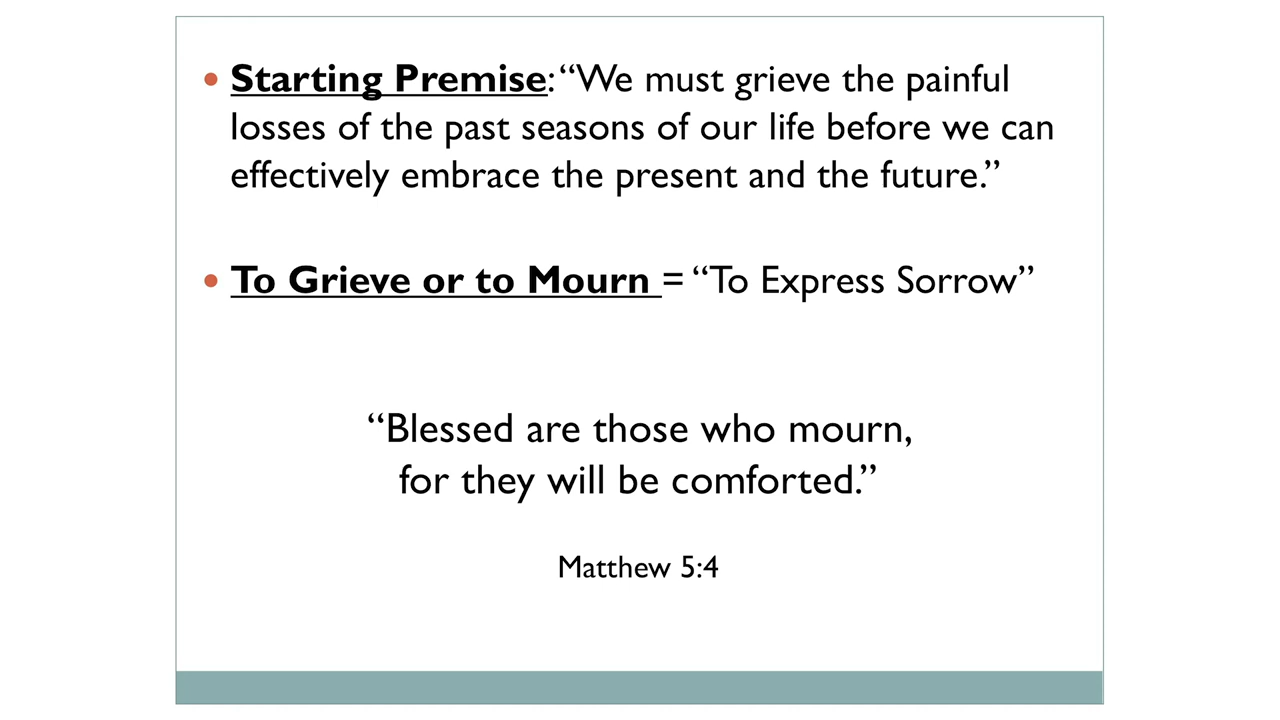 • Starting Premise: “We must grieve the painful
losses of the past seasons of our life before we can
effectively embrace the present and the future.”
• To Grieve or to Mourn = “To Express Sorrow”
“Blessed are those who mourn,
for they will be comforted.”
Matthew 5:4